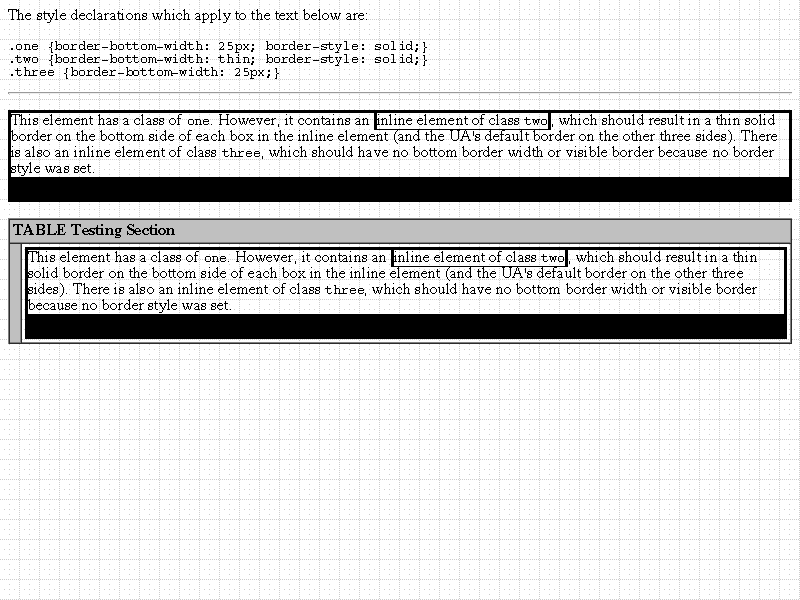 The style declarations which apply to the text below are:
.one {border-bottom-width: 25px; border-style: solid;}
.two {border-bottom-width: thin; border-style: solid;}
.three {border-bottom-width: 25px;}
This element has a class of one. However, it contains an inline element of class two, which should result in a thin solid
border on the bottom side of each box in the inline element (and the UA's default border on the other three sides). There
is also an inline element of class three, which should have no bottom border width or visible border because no border
style was set.
TABLE Testing Section
This element has a class of one. However, it contains an inline element of class two, which should result in a thin
solid border on the bottom side of each box in the inline element (and the UA's default border on the other three
sides). There is also an inline element of class three, which should have no bottom border width or visible border
because no border style was set.